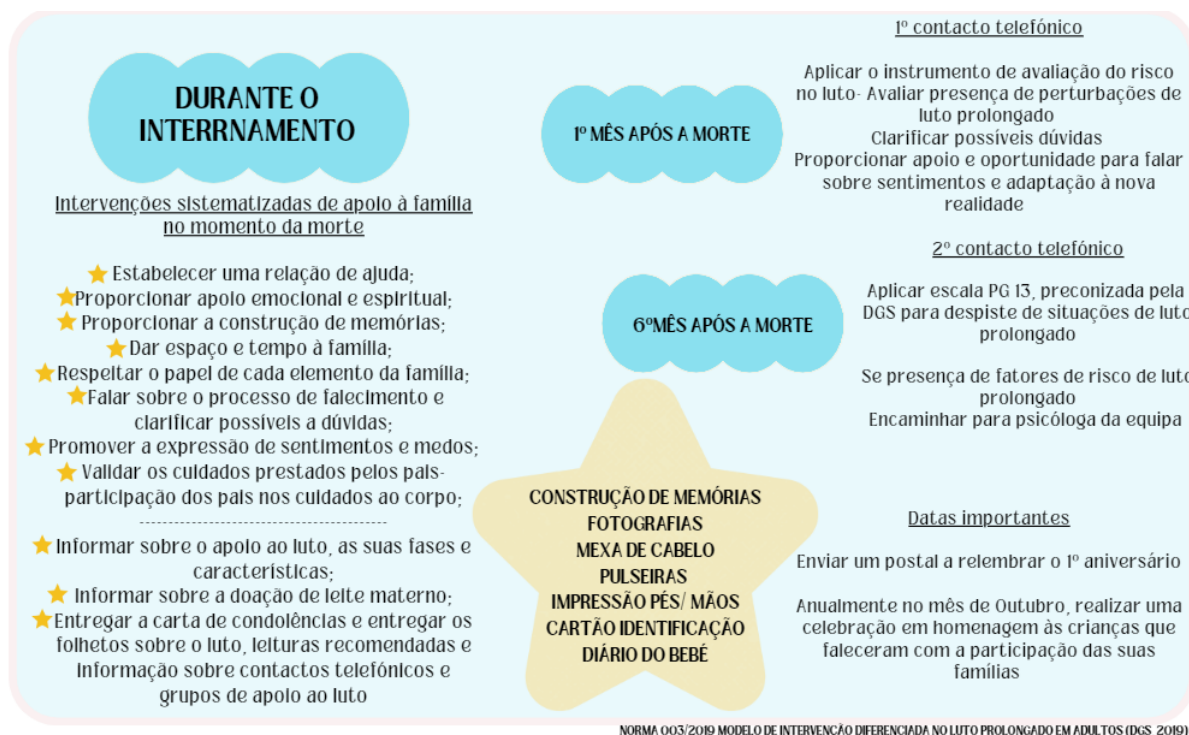 DURANTE O
INTERRNAMENTO
Intervenções sistematizadas de apoio à família
no momento da morte
Estabelecer uma relação de ajuda;
Proporcionar apoio emocional e espiritual;
Proporcionar a construção de memórias;
Dar espaço e tempo à família;
Respeitar o papel de cada elemento da família;
Falar sobre o processo de falecimento e
clarificar possíveis a dúvidas;
Promover a expressão de sentimentos e medos;
Validar os cuidados prestados pelos pais-
participação dos pais nos cuidados ao corpo;
--------------------------------------------
Informar sobre o apoio ao luto, as suas fases e
características;
Informar sobre a doação de leite materno;
Entregar a carta de condolências e entregar os
folhetos sobre o luto, leituras recomendadas e
informação sobre contactos telefónicos e
grupos de apoio ao luto
1º MÊS APÓS A MORTE
1º contacto telefónico
Aplicar o instrumento de avaliação do risco
no luto- Avaliar presença de perturbações de
luto prolongado
Clarificar possíveis dúvidas
Proporcionar apoio e oportunidade para falar
sobre sentimentos e adaptação à nova
realidade
6ºMÊS APÓS A MORTE
2º contacto telefónico
Aplicar escala PG 13, preconizada pela
DGS para despiste de situações de luto
prolongado
Se presença de fatores de risco de luto
prolongado
Encaminhar para psicóloga da equipa
CONSTRUÇÃO DE MEMÓRIAS
FOTOGRAFIAS
MEXA DE CABELO
PULSEIRAS
IMPRESSÃO PÉS/ MÃOS
CARTÃO IDENTIFICAÇÃO
DIÁRIO DO BEBÉ
Datas importantes
Enviar um postal a relembrar o 1º aniversário
Anualmente no mês de Outubro, realizar uma
celebração em homenagem às crianças que
faleceram com a participação das suas
famílias
NORMA 003/2019 MODELO DE INTERVENÇÃO DIFERENCIADA NO LUTO PROLONGADO EM ADULTOS (DGS, 2019)